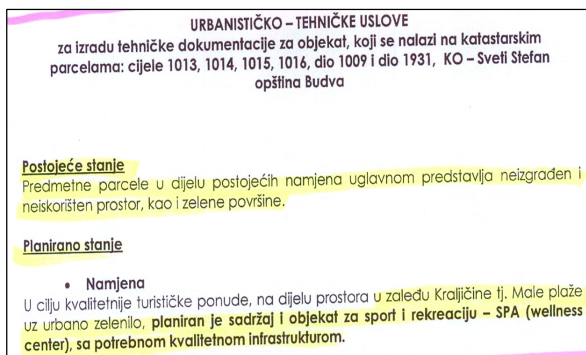 URBANISTIČKO – TEHNIČKE USLOVE
za izradu tehničke dokumentacije za objekat, koji se nalazi na katastarskim
parcelama: cijele 1013, 1014, 1015, 1016, dio 1009 i dio 1931, KO – Sveti Stefan
opština Budva
Postojeće stanje
Predmetne parcele u dijelu postojećih namjena uglavnom predstavlja neizgrađen i
neiskorišten prostor, kao i zelene površine.
Planirano stanje
• Namjena
U cilju kvalitetnije turističke ponude, na dijelu prostora u zaleđu Kraljičine tj. Male plaže
uz urbano zelenilo, planiran je sadržaj i objekat za sport i rekreaciju – SPA (wellness
center), sa potrebnom kvalitetnom infrastrukturom.